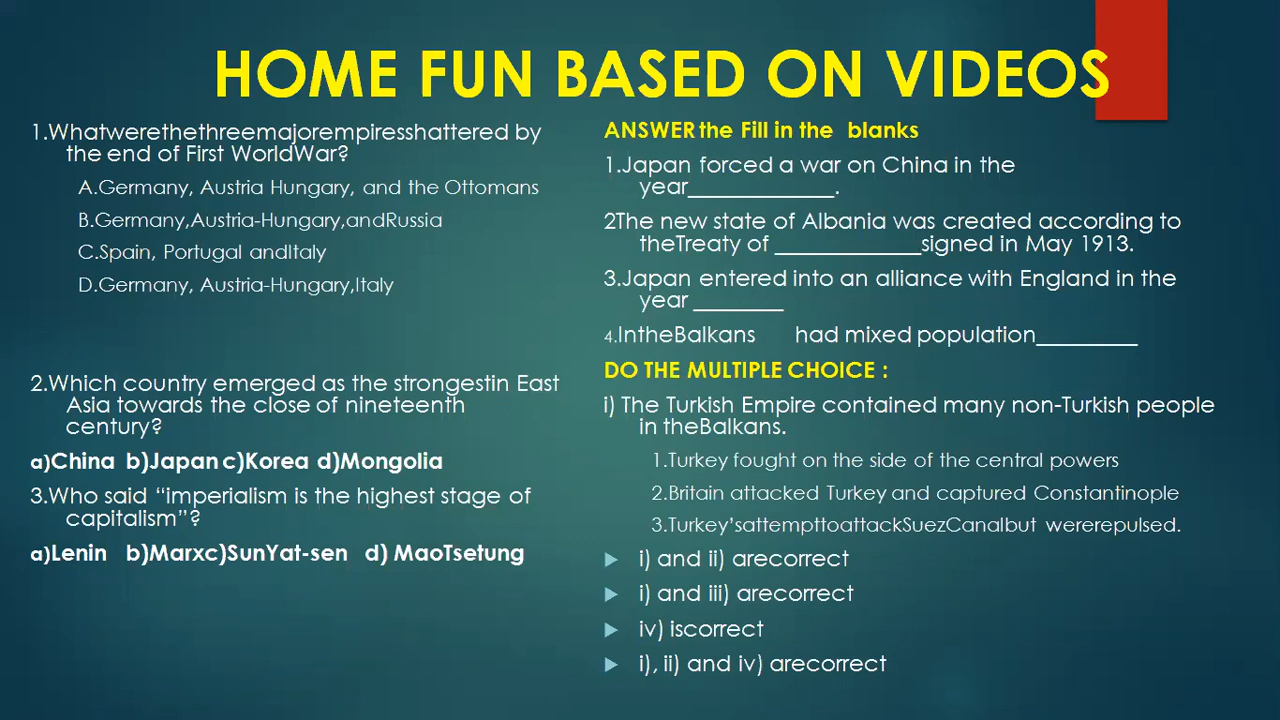 HOME FUN BASED ON VIDEOS
1.Whatwerethethreemajorempiresshattered by
the end of First WorldWar?
A.Germany, Austria Hungary, and the Ottomans
B.Germany,Austria-Hungary,andRussia
C.Spain, Portugal andItaly
D.Germany, Austria-Hungary,Italy
2.Which country emerged as the strongestin East
Asia towards the close of nineteenth
century?
a)China b)Japan c)Korea d)Mongolia
3.Who said “imperialism is the highest stage of
capitalism”?
a)Lenin b)Marxc)SunYat-sen d) MaoTsetung
ANSWER the Fill in the blanks
1.Japan forced a war on China in the
year_____________.
2The new state of Albania was created according to
theTreaty of _____________signed in May 1913.
3.Japan entered into an alliance with England in the
year ________
4.IntheBalkans had mixed population_________
DO THE MULTIPLE CHOICE :
i) The Turkish Empire contained many non-Turkish people
in theBalkans.
1.Turkey fought on the side of the central powers
2.Britain attacked Turkey and captured Constantinople
3.Turkey’sattempttoattackSuezCanalbut wererepulsed.
i) and ii) arecorrect
i) and iii) arecorrect
iv) iscorrect
i), ii) and iv) arecorrect